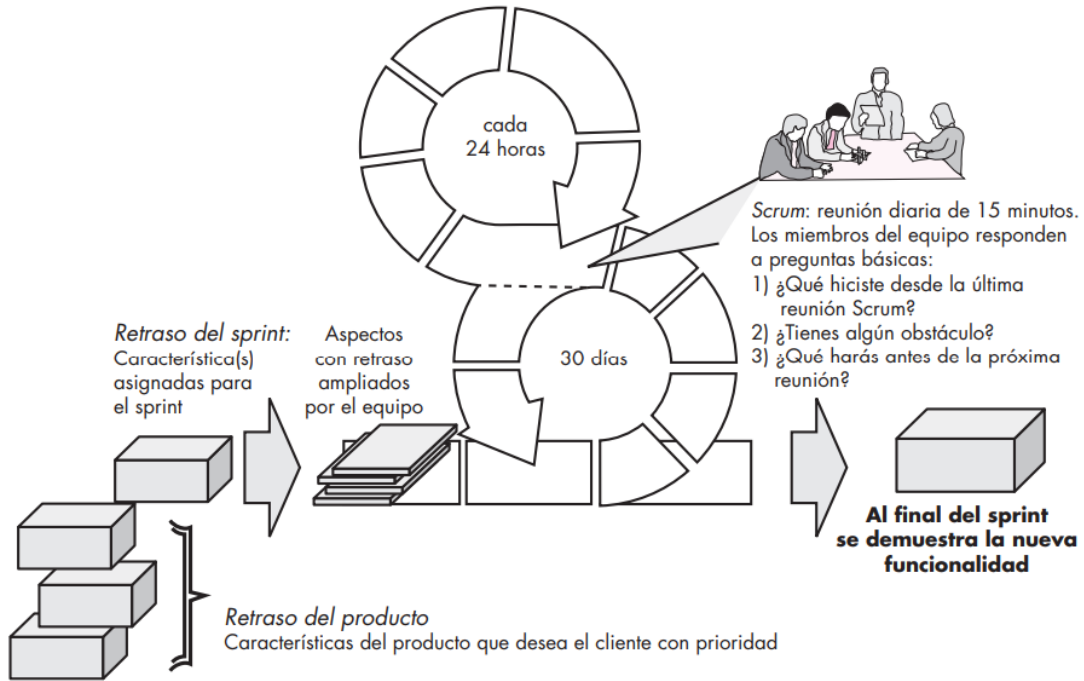 cada
24 horas
Scrum: reunión diaria de 15 minutos.
Los miembros del equipo responden
a preguntas básicas:
1) ¿Qué hiciste desde la última
reunión Scrum?
2) ¿Tienes algún obstáculo?
3) ¿Qué harás antes de la próxima
reunión?
Retraso del sprint:
Característica(s)
asignadas para
el sprint
Aspectos
con retraso
ampliados
por el equipo
30 días
Al final del sprint
se demuestra la nueva
funcionalidad
Retraso del producto
Características del producto que desea el cliente con prioridad